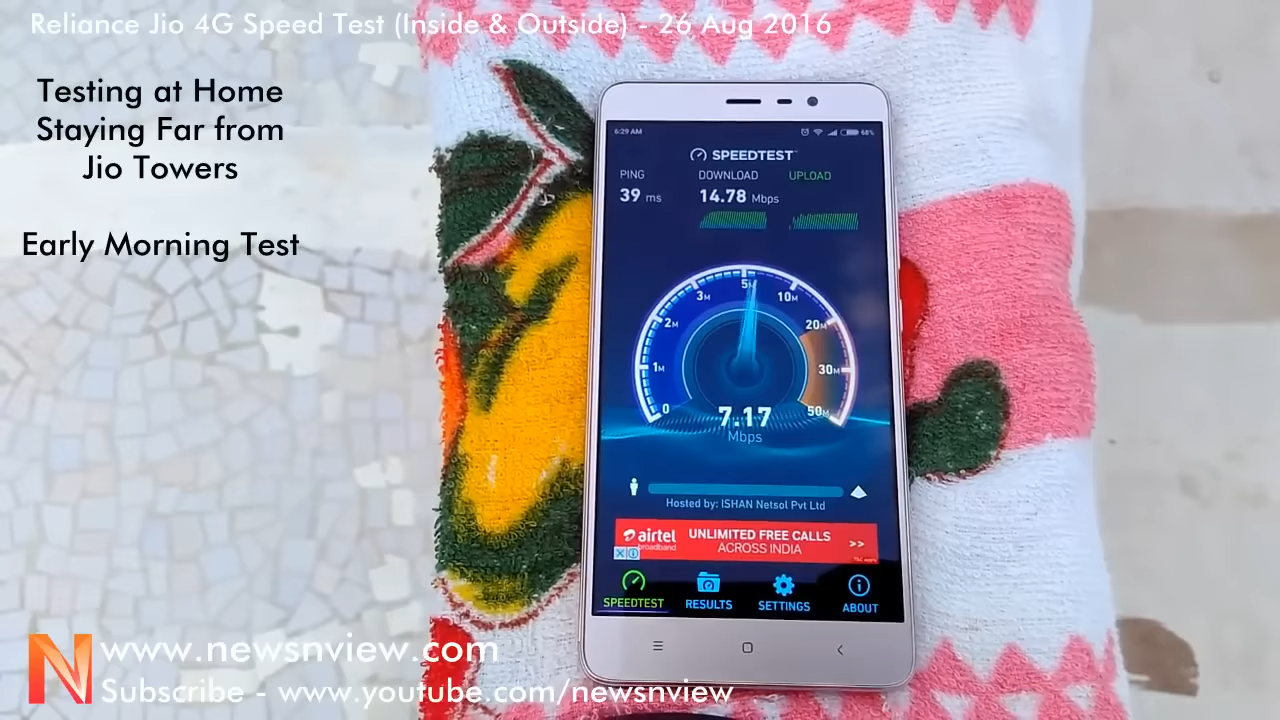 Reliance Jio 4G Speed Test (Inside & Outside) - 26 Aug 2016
Testing at Home
Staying Far from
Jio Towers
Early Morning Test
6:29 AM
68%
SPEEDTEST
PING
DOWNLOAD
UPLOAD
39 ms
14.78 Mbps
5M
3M
10M
2M
20M
1M
30M
0
50M
7.17
Mbps
Hosted by: ISHAN Netsol Pvt Ltd
airtel
broadband
UNLIMITED FREE CALLS
ACROSS INDIA
>>
SPEEDTEST
RESULTS
SETTINGS
ABOUT
N
www.newsnview.com
Subscribe - www.youtube.com/newsnview